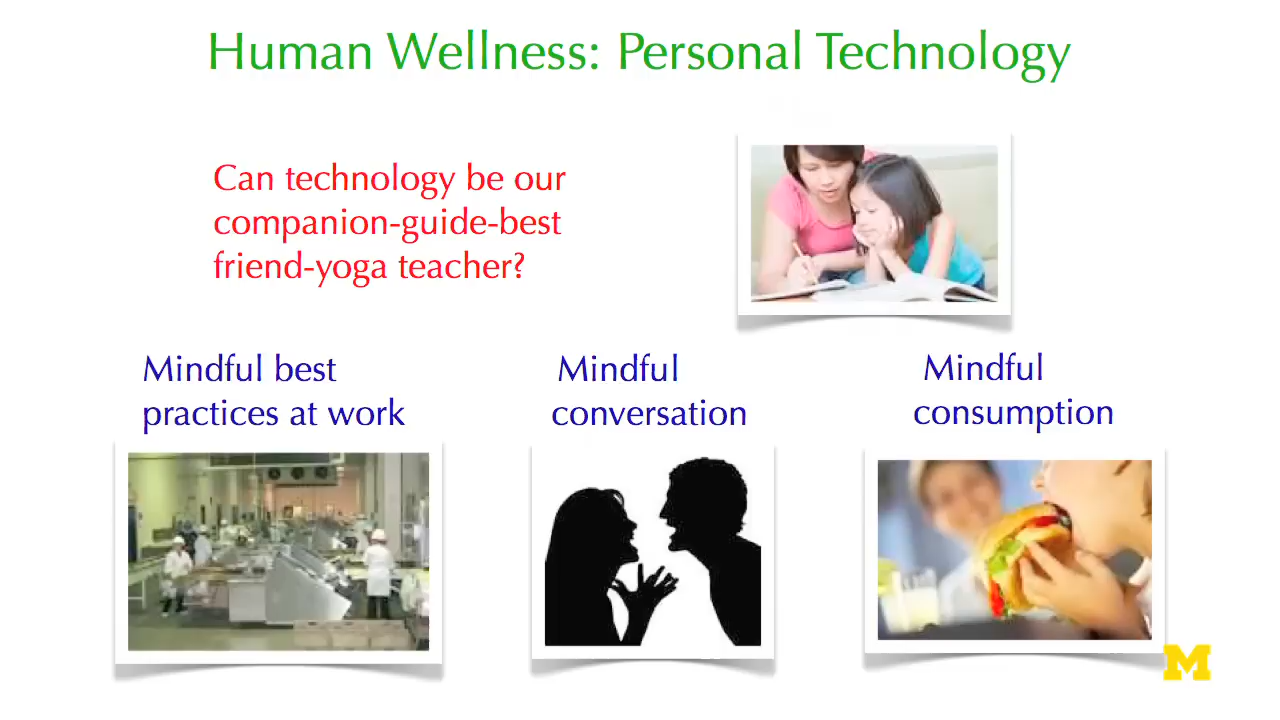 Human Wellness: Personal Technology
Can technology be our
companion-guide-best
friend-yoga teacher?
Mindful best
practices at work
Mindful
conversation
Mindful
consumption
M